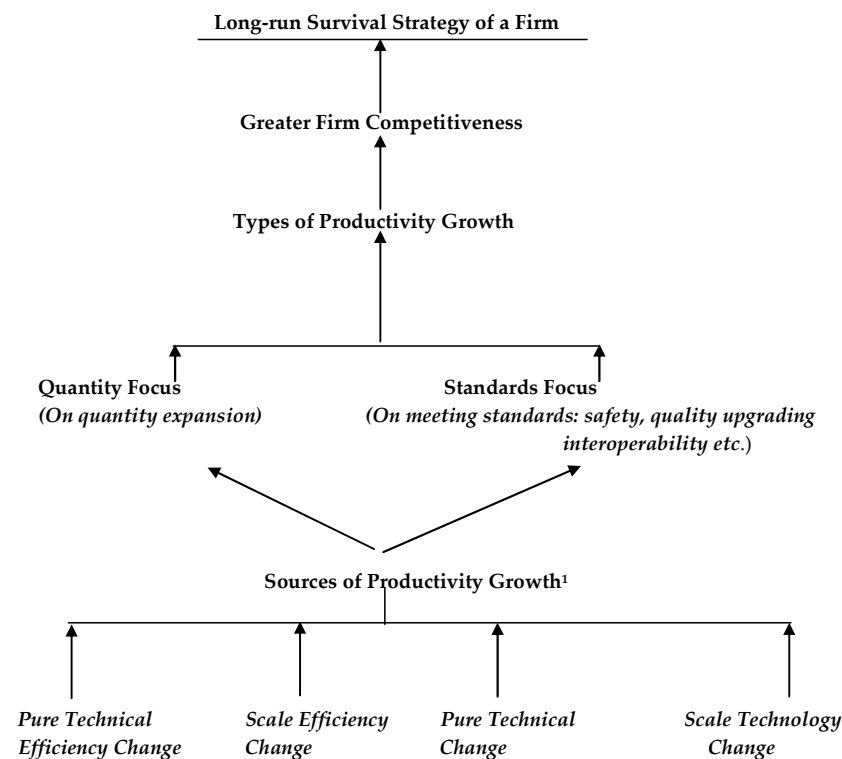 Long-run Survival Strategy of a Firm
Greater Firm Competitiveness
Types of Productivity Growth
Quantity Focus
(On quantity expansion)
Standards Focus
(On meeting standards: safety, quality upgrading
interoperability etc.)
Sources of Productivity Growth¹
Pure Technical
Efficiency Change
Scale Efficiency
Change
Pure Technical
Change
Scale Technology
Change